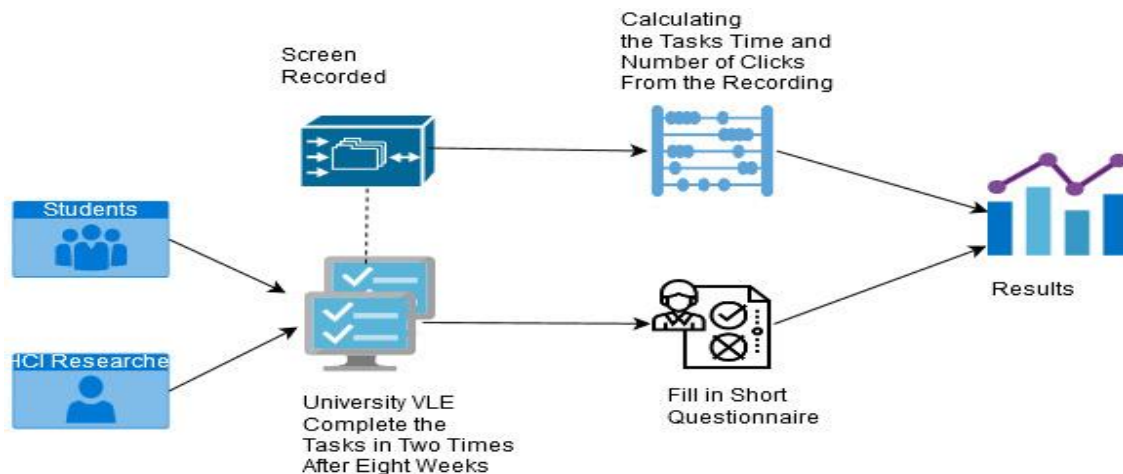 Calculating
the Tasks Time and
Number of Clicks
From the Recording
Screen
Recorded
Students
HCI Researche
University VLE
Complete the
Tasks in Two Times
After Eight Weeks
Fill in Short
Questionnaire
Results